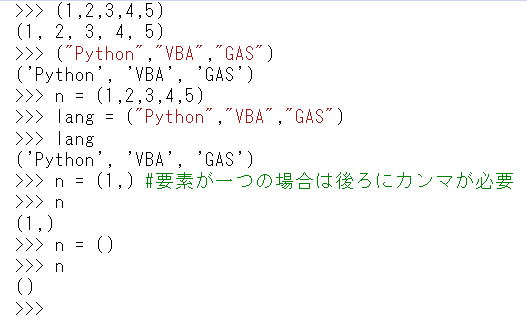 >>> (1,2,3,4,5)
(1, 2, 3, 4, 5)
>>> ("Python","VBA","GAS")
('Python', 'VBA', 'GAS')
>>> n = (1,2,3,4,5)
>>> lang = ("Python","VBA","GAS")
>>> lang
('Python', 'VBA', 'GAS')
>>> n = (1,) #要素が一つの場合は後ろにカンマが必要
>>> n
(1,)
>>> n = ()
>>> n
()
>>>